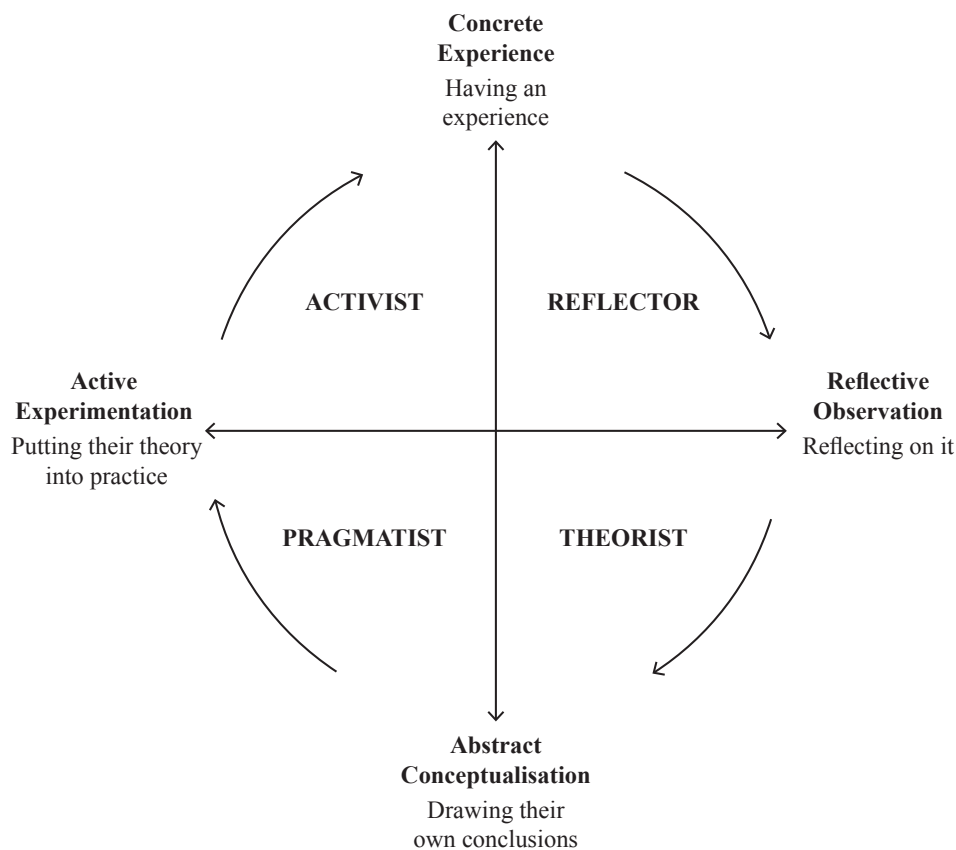 Concrete
Experience
Having an
experience
ACTIVIST
REFLECTOR
Active
Experimentation
Putting their theory
into practice
Reflective
Observation
Reflecting on it
PRAGMATIST
THEORIST
Abstract
Conceptualisation
Drawing their
own conclusions